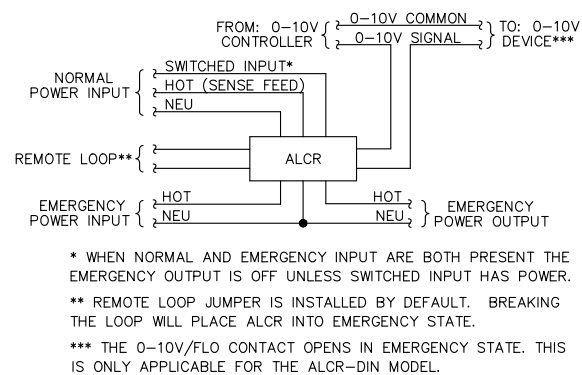 FROM: 0-10V CONTROLLER
0-10V COMMON
0-10V SIGNAL
TO: 0-10V DEVICE***
NORMAL
POWER INPUT
SWITCHED INPUT*
HOT (SENSE FEED)
NEU
REMOTE LOOP**
ALCR
EMERGENCY
POWER INPUT
HOT
NEU
HOT
NEU
EMERGENCY
POWER OUTPUT
* WHEN NORMAL AND EMERGENCY INPUT ARE BOTH PRESENT THE
EMERGENCY OUTPUT IS OFF UNLESS SWITCHED INPUT HAS POWER.
** REMOTE LOOP JUMPER IS INSTALLED BY DEFAULT. BREAKING
THE LOOP WILL PLACE ALCR INTO EMERGENCY STATE.
*** THE 0-10V/FLO CONTACT OPENS IN EMERGENCY STATE. THIS
IS ONLY APPLICABLE FOR THE ALCR-DIN MODEL.